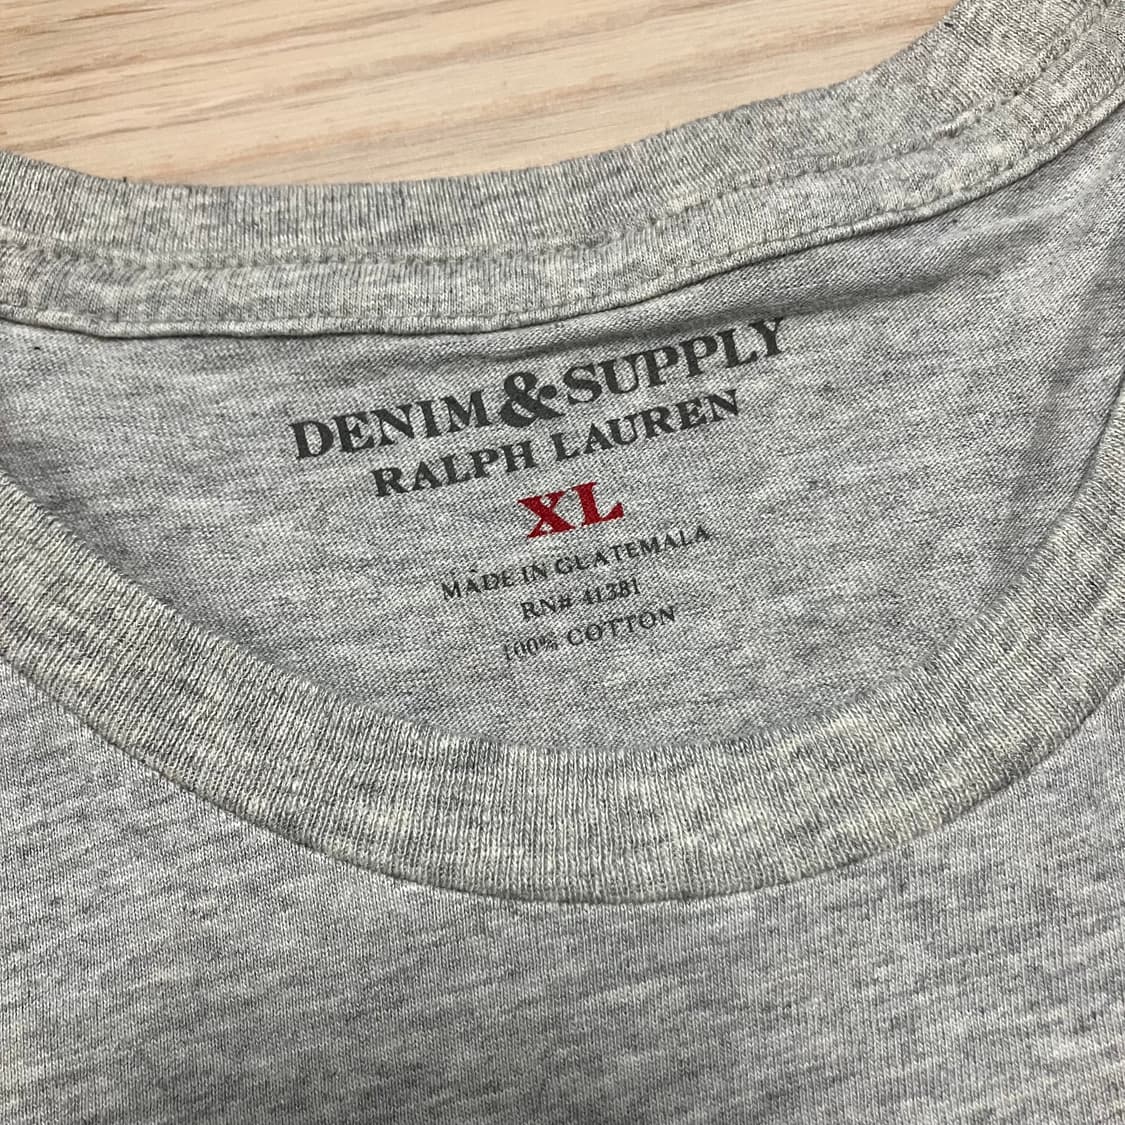 DENIM&SUPPLY
RALPH LAUREN
XL
MADE IN GUATEMALA
RN# 41381
100% COTTON